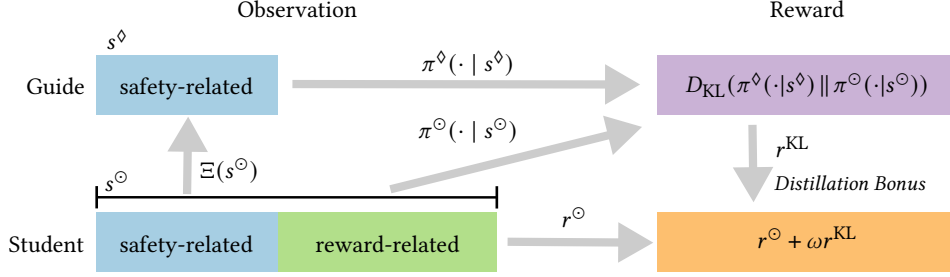 Observation
Reward
s^◊
Guide
safety-related
π^◊(· | s^◊)
D_KL(π^◊(·|s^◊) ∥ π^⊙(·|s^⊙))
π^⊙(· | s^⊙)
Ξ(s^⊙)
r^KL
Distillation Bonus
s^⊙
Student
safety-related
reward-related
r^⊙
r^⊙ + ωr^KL